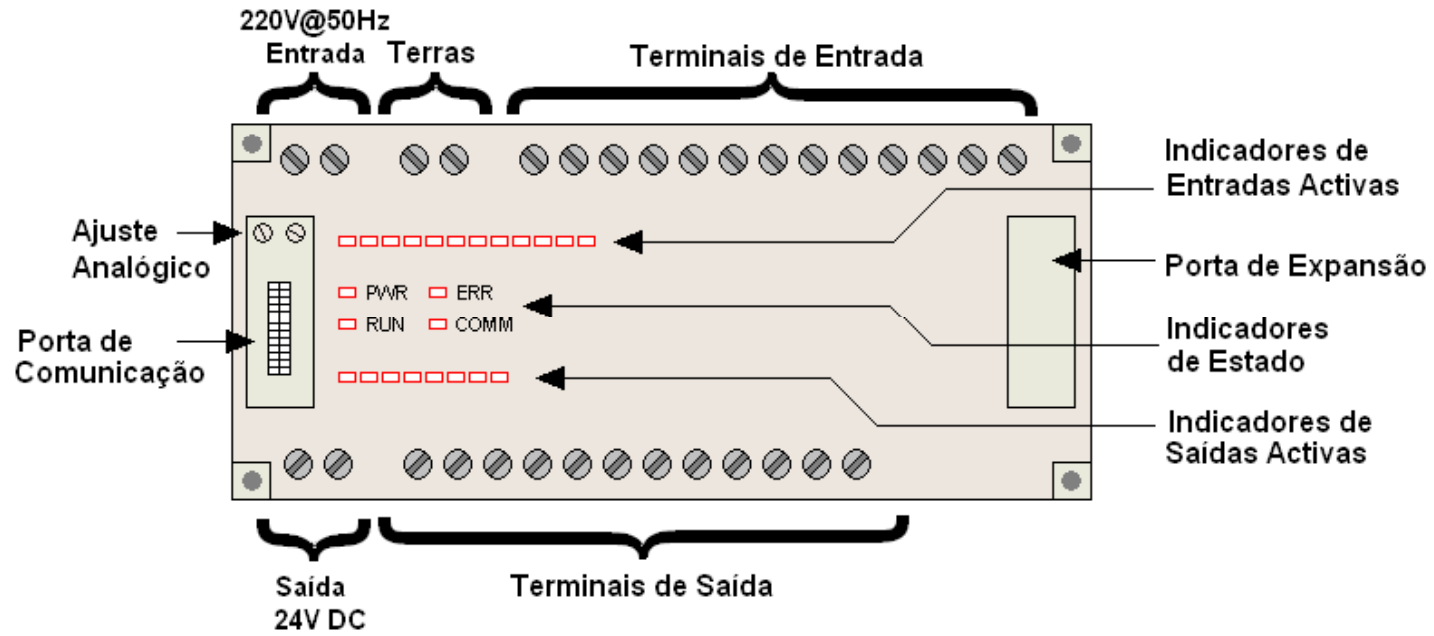 220V@50Hz
Entrada
Terras
Terminais de Entrada
Indicadores de
Entradas Activas
Ajuste
Analógico
Porta de Expansão
PWR
ERR
RUN
COMM
Indicadores
de Estado
Porta de
Comunicação
Indicadores de
Saídas Activas
Saída
24V DC
Terminais de Saída